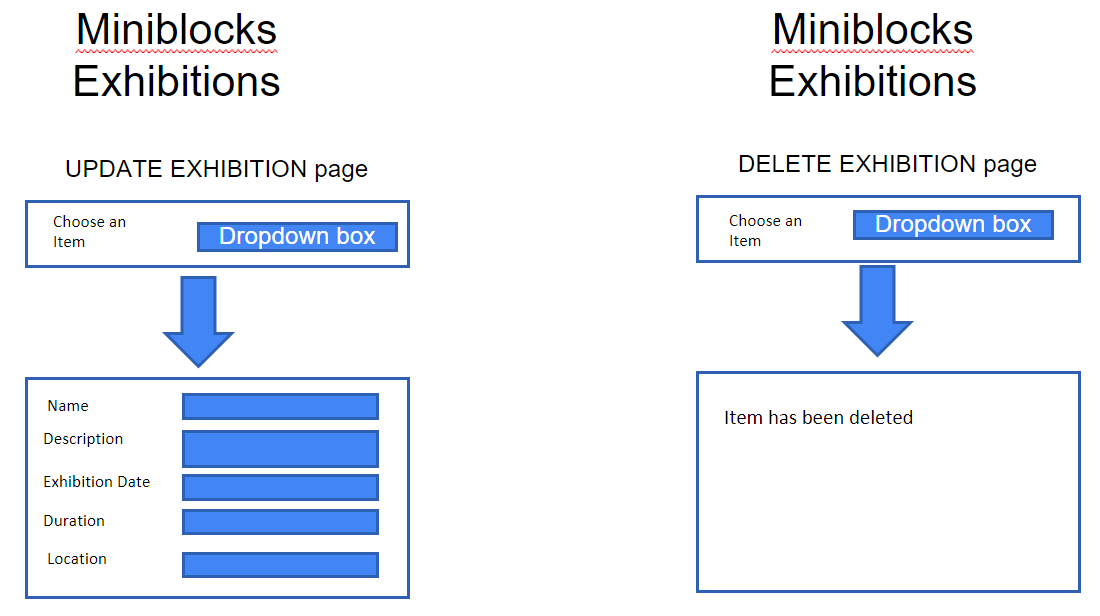 Miniblocks
Exhibitions
UPDATE EXHIBITION page
Choose an
Item
Dropdown box
Name
Description
Exhibition Date
Duration
Location
Miniblocks
Exhibitions
DELETE EXHIBITION page
Choose an
Item
Dropdown box
Item has been deleted